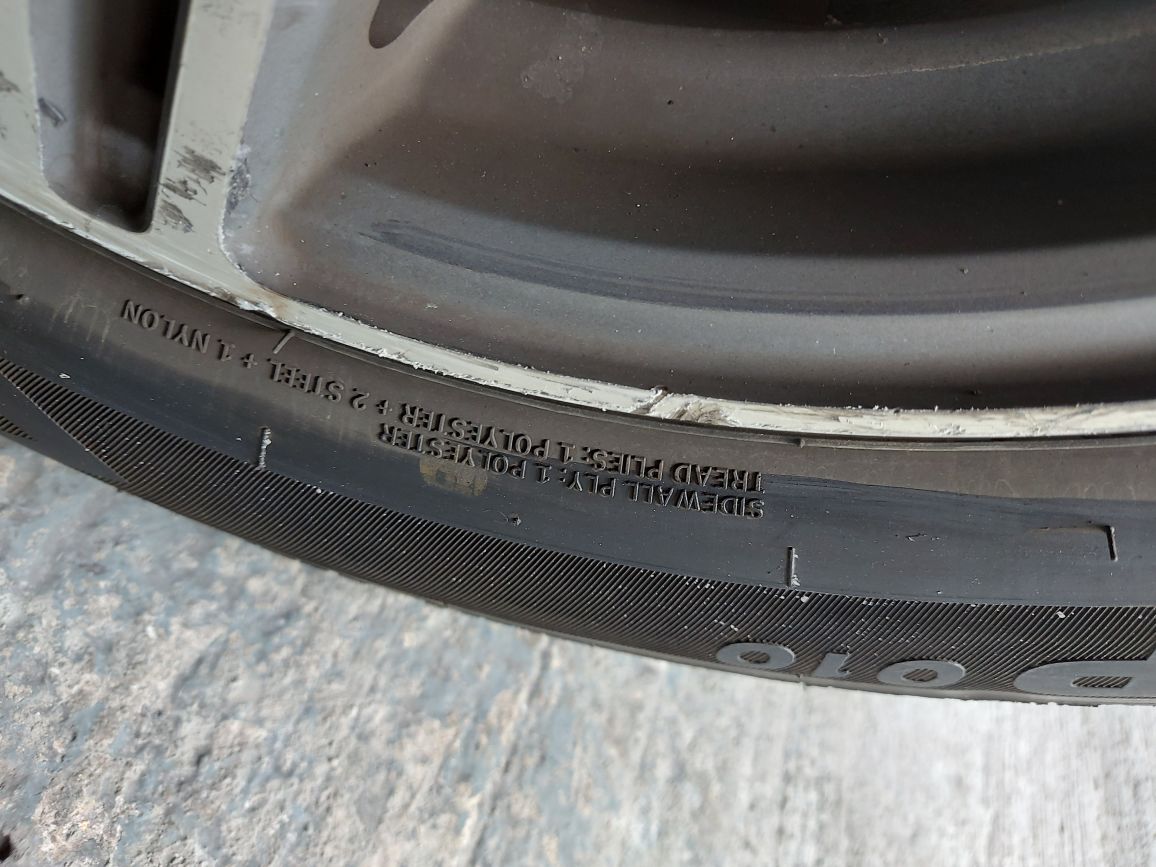 SIDEWALL PLY: 1 POLYESTER
TREAD PLIES: 1 POLYESTER + 2 STEEL + 1 NYLON